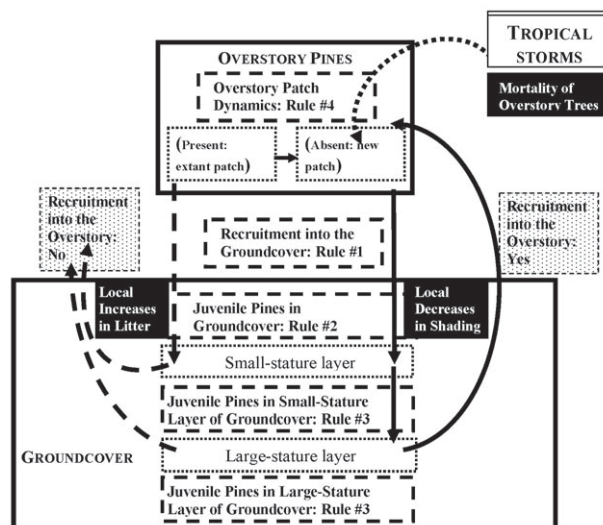 TROPICAL
STORMS
Mortality of
Overstory Trees
OVERSTORY PINES
Overstory Patch
Dynamics: Rule #4
(Present:
extant patch)
(Absent: new
patch)
Recruitment
into the
Overstory:
No
Recruitment into the
Groundcover: Rule #1
Recruitment
into the
Overstory:
Yes
Local
Increases
in Litter
Juvenile Pines in
Groundcover: Rule #2
Local
Decreases
in Shading
Small-stature layer
Juvenile Pines in Small-Stature
Layer of Groundcover: Rule #3
GROUNDCOVER
Large-stature layer
Juvenile Pines in Large-Stature
Layer of Groundcover: Rule #3